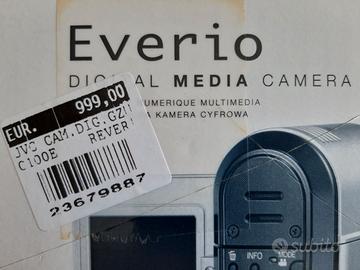 Everio
DIGITAL MEDIA CAMERA
UMERIQUE MULTIMEDIA
A KAMERA CYFROWA
EUR. 999,00
JVC CAM.DIG.GZM
C100E REVER
23679887
INFO
MODE
subito